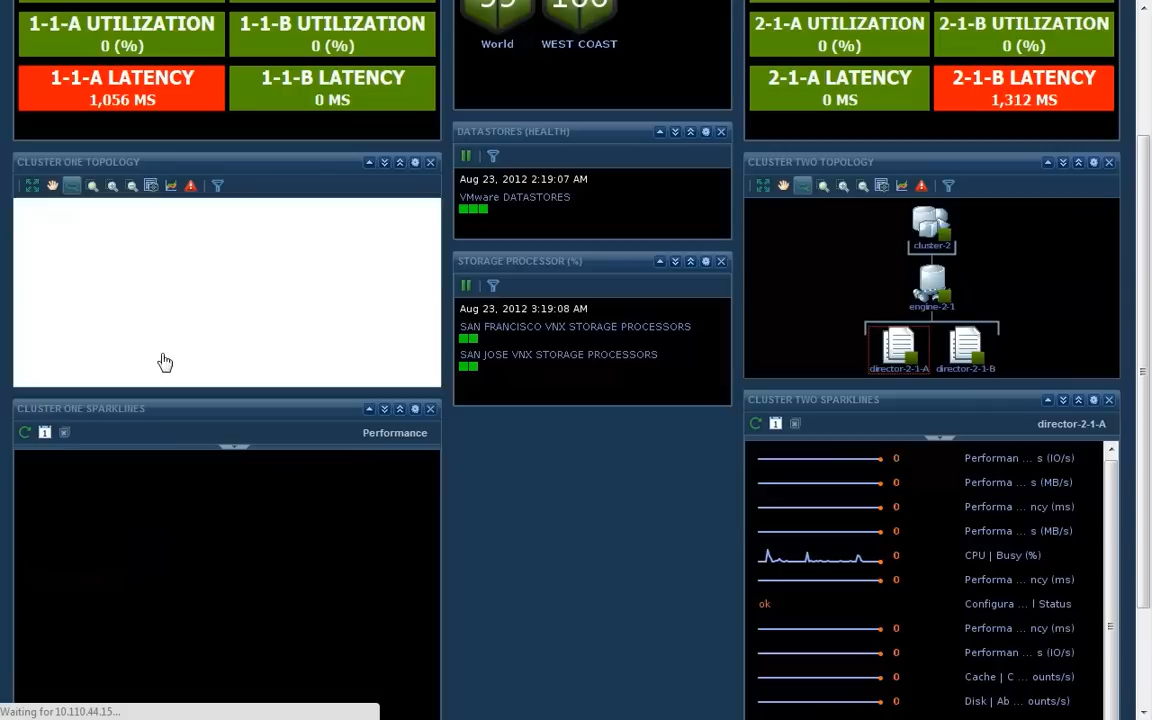 1-1-A UTILIZATION
0 (%)
1-1-B UTILIZATION
0 (%)
1-1-A LATENCY
1,056 MS
1-1-B LATENCY
0 MS
World
WEST COAST
2-1-A UTILIZATION
0 (%)
2-1-B UTILIZATION
0 (%)
2-1-A LATENCY
0 MS
2-1-B LATENCY
1,312 MS
CLUSTER ONE TOPOLOGY
DATASTORES (HEALTH)
Aug 23, 2012 2:19:07 AM
VMware DATASTORES
STORAGE PROCESSOR (%)
Aug 23, 2012 3:19:08 AM
SAN FRANCISCO VNX STORAGE PROCESSORS
SAN JOSE VNX STORAGE PROCESSORS
CLUSTER TWO TOPOLOGY
cluster-2
engine-2-1
director-2-1-A
director-2-1-B
CLUSTER ONE SPARKLINES
1
Performance
CLUSTER TWO SPARKLINES
1
director-2-1-A
0 Performan ... s (IO/s)
0 Performa ... s (MB/s)
0 Performa ... ncy (ms)
0 Performa ... s (MB/s)
0 CPU | Busy (%)
0 Performa ... ncy (ms)
ok Configura ... l Status
0 Performa ... ncy (ms)
0 Performan ... s (IO/s)
0 Cache | C ... ounts/s)
0 Disk | Ab ... ounts/s)
Waiting for 10.110.44.15...